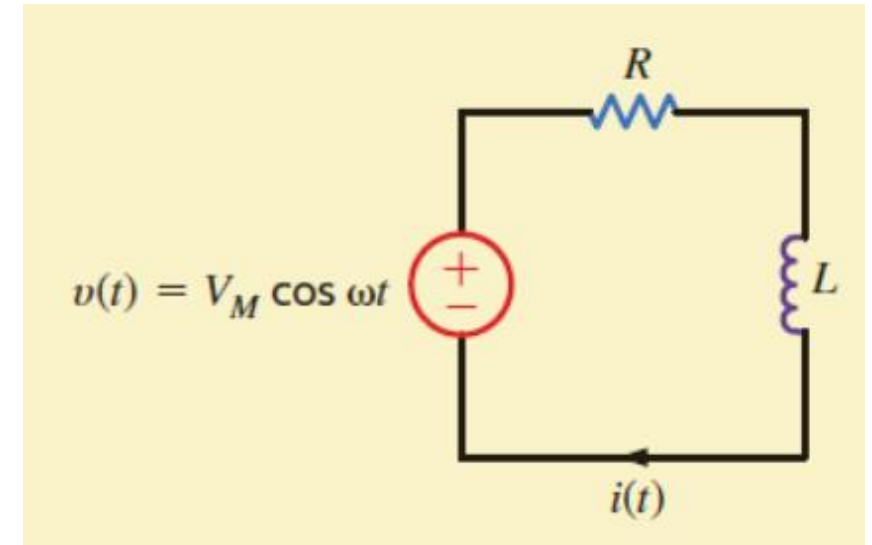 R
+
−
v(t) = V_M cos ωt
L
i(t)